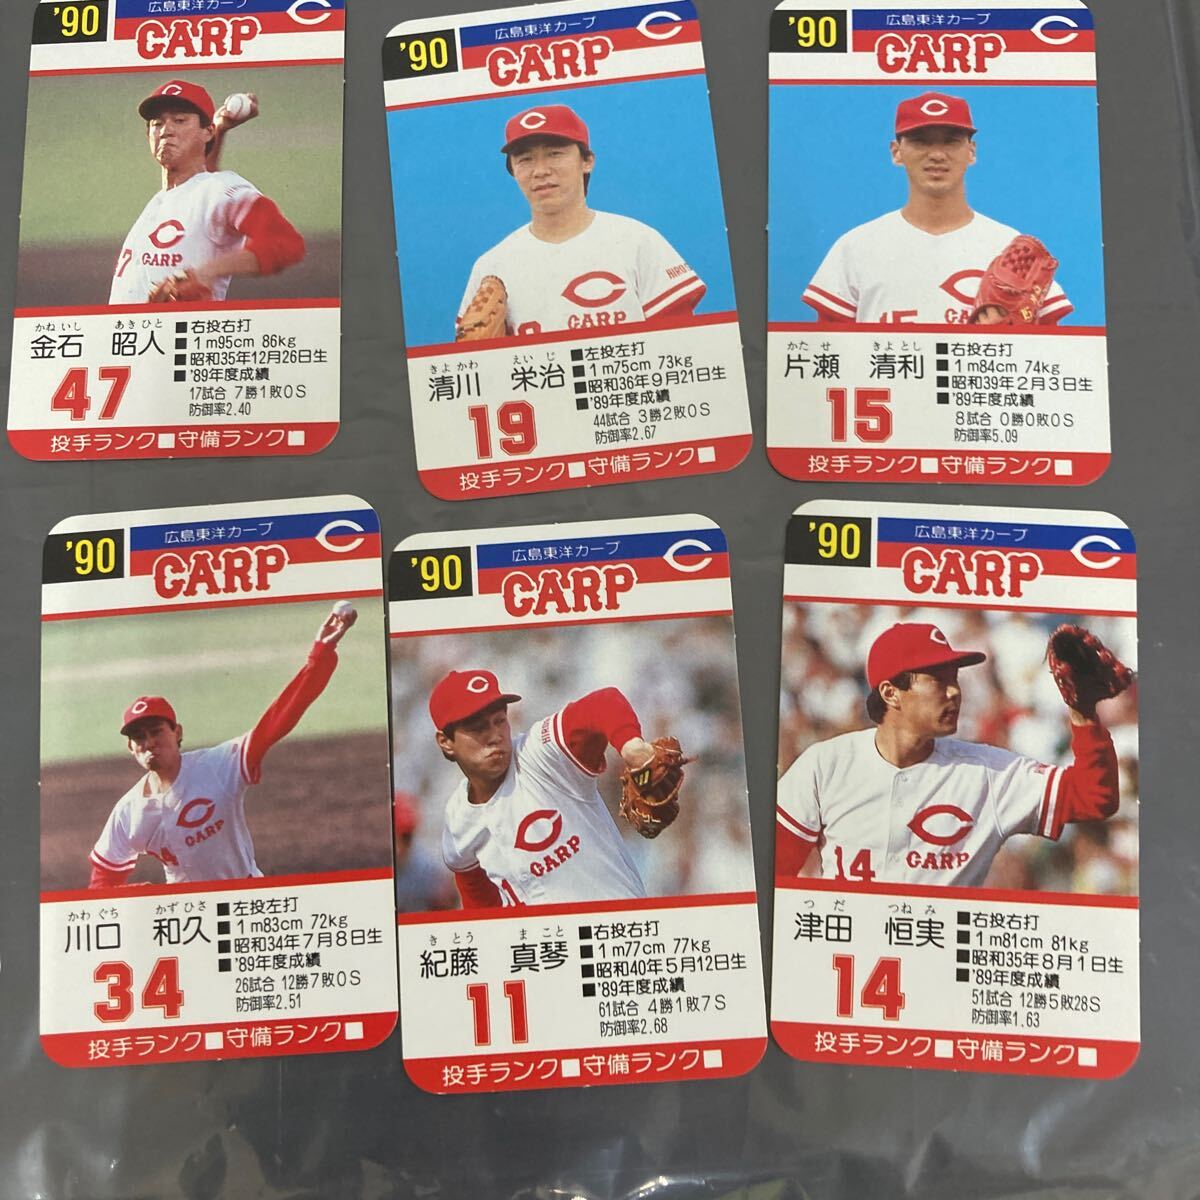 '90
広島東洋カープ
CARP
47
CARP
かねいし あきひと
金石 昭人
47
■右投右打
■1m95cm 86kg
■昭和35年12月26日生
■'89年度成績
17試合 7勝1敗0S
防御率2.40
投手ランク□守備ランク□
'90
広島東洋カープ
CARP
CARP
きよかわ えいじ
清川 栄治
19
■左投左打
■1m75cm 73kg
■昭和36年9月21日生
■'89年度成績
44試合 3勝2敗0S
防御率2.67
投手ランク□守備ランク□
'90
広島東洋カープ
CARP
15
CARP
かたせ きよとし
片瀬 清利
15
■右投右打
■1m84cm 74kg
■昭和39年2月3日生
■'89年度成績
8試合 0勝0敗0S
防御率5.09
投手ランク□守備ランク□
'90
広島東洋カープ
CARP
CARP
かわぐち かずひさ
川口 和久
34
■左投左打
■1m83cm 72kg
■昭和34年7月8日生
■'89年度成績
26試合 12勝7敗0S
防御率2.51
投手ランク□守備ランク□
'90
広島東洋カープ
CARP
CARP
きとう まこと
紀藤 真琴
11
■右投右打
■1m77cm 77kg
■昭和40年5月12日生
■'89年度成績
61試合 4勝1敗7S
防御率2.68
投手ランク□守備ランク□
'90
広島東洋カープ
CARP
14
CARP
つだ つねみ
津田 恒実
14
■右投右打
■1m81cm 81kg
■昭和35年8月1日生
■'89年度成績
51試合 12勝5敗28S
防御率1.63
投手ランク□守備ランク□